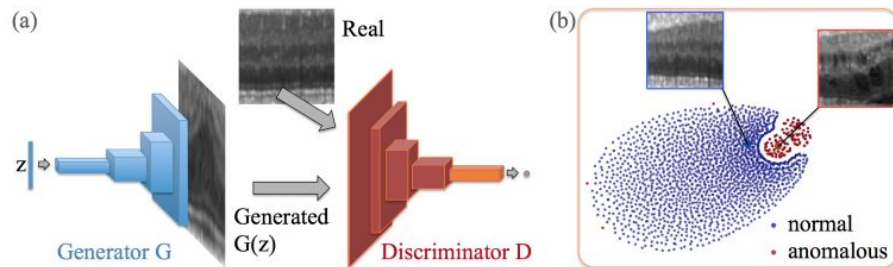 (a)
Real
z
Generated
G(z)
Generator G
Discriminator D
(b)
normal
anomalous